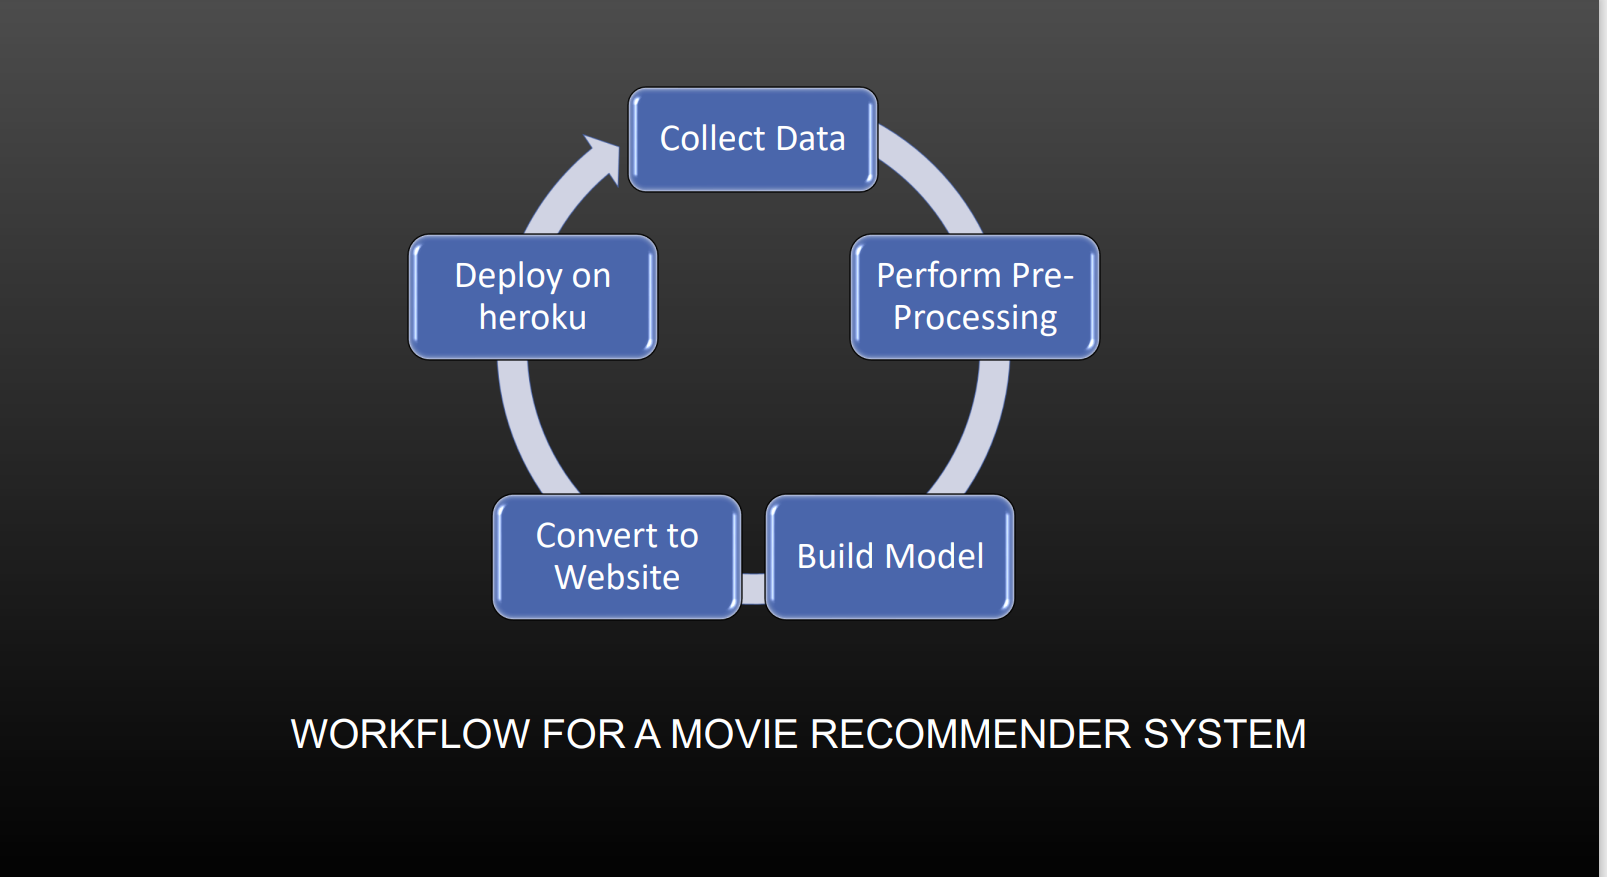 Collect Data
Perform Pre-
Processing
Build Model
Convert to
Website
Deploy on
heroku
WORKFLOW FOR A MOVIE RECOMMENDER SYSTEM